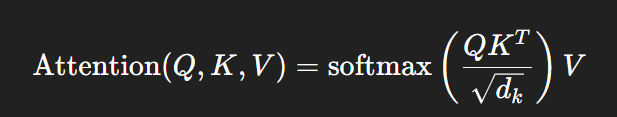 Attention(Q, K, V) = softmax(QK^T / √d_k)V